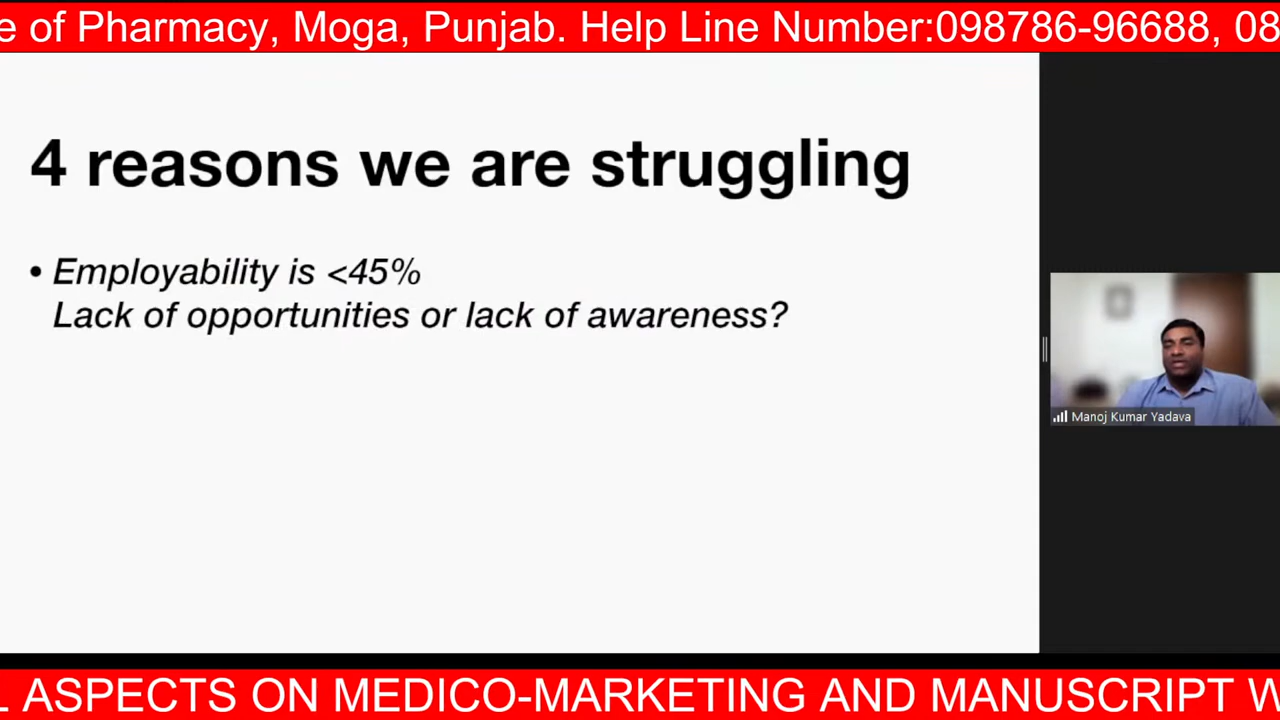 e of Pharmacy, Moga, Punjab. Help Line Number:098786-96688, 08
4 reasons we are struggling
• Employability is <45%
Lack of opportunities or lack of awareness?
Manoj Kumar Yadava
L ASPECTS ON MEDICO-MARKETING AND MANUSCRIPT W